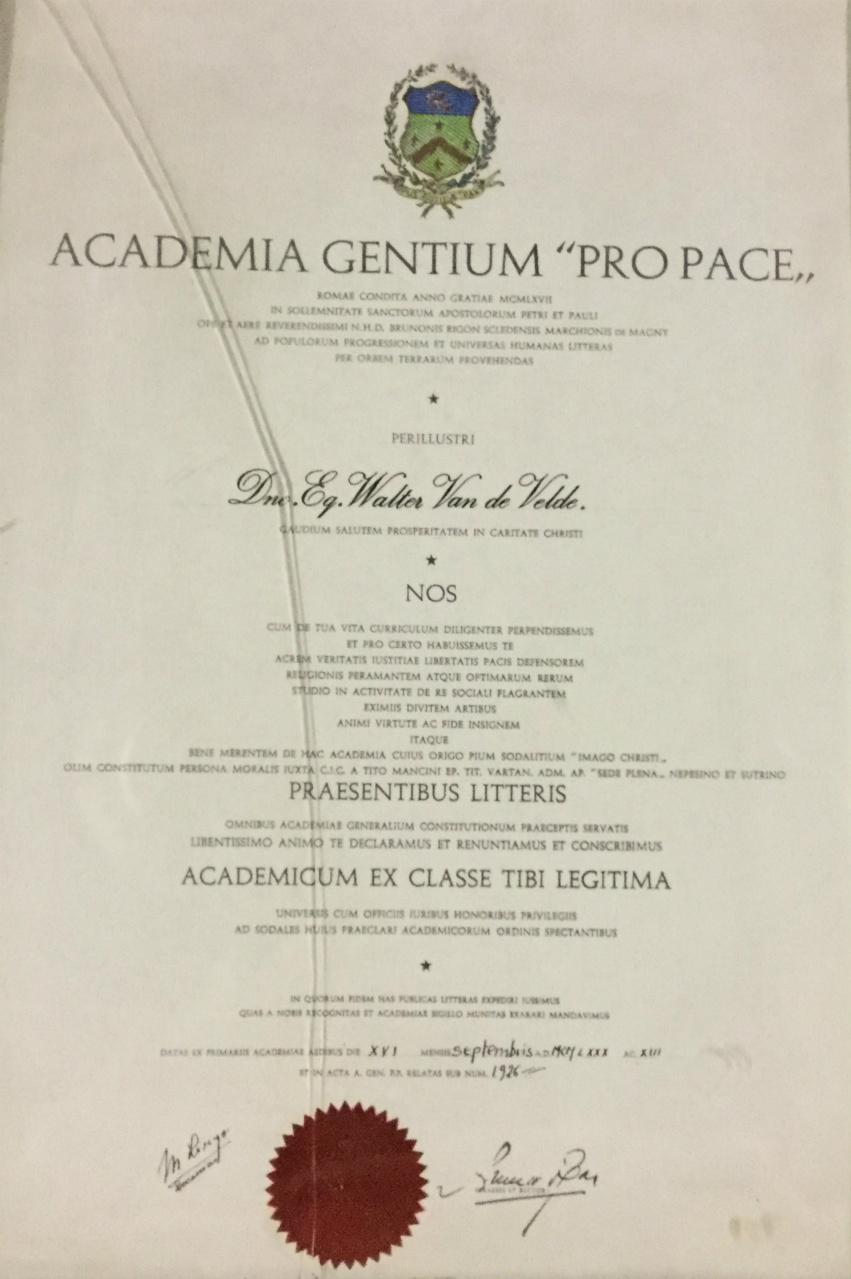 ACADEMIA GENTIUM “PRO PACE„
ROMAE CONDITA ANNO GRATIAE MCMLXVII
IN SOLLEMNITATE SANCTORUM APOSTOLORUM PETRI ET PAULI
OPE ET AERE REVERENDISSIMI N.H.D. BRUNONIS RIGON SCLEDENSIS MARCHIONIS DE MAGNY
AD POPULORUM PROGRESSIONEM ET UNIVERSAS HUMANAS LITTERAS
PER ORBEM TERRARUM PROVEHENDAS
PERILLUSTRI
Dno. Eq. Walter Van de Velde.
GAUDIUM SALUTEM PROSPERITATEM IN CARITATE CHRISTI
NOS
CUM DE TUA VITA CURRICULUM DILIGENTER PERPENDISSEMUS
ET PRO CERTO HABUISSEMUS TE
ACREM VERITATIS IUSTITIAE LIBERTATIS PACIS DEFENSOREM
RELIGIONIS PERAMANTEM ATQUE OPTIMARUM RERUM
STUDIO IN ACTIVITATE DE RE SOCIALI FLAGRANTEM
EXIMIIS DIVITEM ARTIBUS
ANIMI VIRTUTE AC FIDE INSIGNEM
ITAQUE
BENE MERENTEM DE HAC ACADEMIA CUIUS ORIGO PIUM SODALITIUM “IMAGO CHRISTI„
OLIM CONSTITUTUM PERSONA MORALIS IUXTA C.I.C. A TITO MANCINI EP. TIT. VARTAN. ADM. AP. “SEDE PLENA„ NEPESINO ET SUTRINO
PRAESENTIBUS LITTERIS
OMNIBUS ACADEMIAE GENERALIUM CONSTITUTIONUM PRAECEPTIS SERVATIS
LIBENTISSIMO ANIMO TE DECLARAMUS ET RENUNTIAMUS ET CONSCRIBIMUS
ACADEMICUM EX CLASSE TIBI LEGITIMA
UNIVERSIS CUM OFFICIIS IURIBUS HONORIBUS PRIVILEGIIS
AD SODALES HUIUS PRAECLARI ACADEMICORUM ORDINIS SPECTANTIBUS
IN QUORUM FIDEM HAS PUBLICAS LITTERAS EXPEDIRI IUSSIMUS
QUAS A NOBIS RECOGNITAS ET ACADEMIAE SIGILLO MUNITAS EXARARI MANDAVIMUS
DATAE EX PRIMARIIS ACADEMIAE AEDIBUS DIE XVI MENSIS septembris A.D. MCMLXXX AC. XIII
ET IN ACTA A. GEN. P.P. RELATAS SUB NUM. 1926